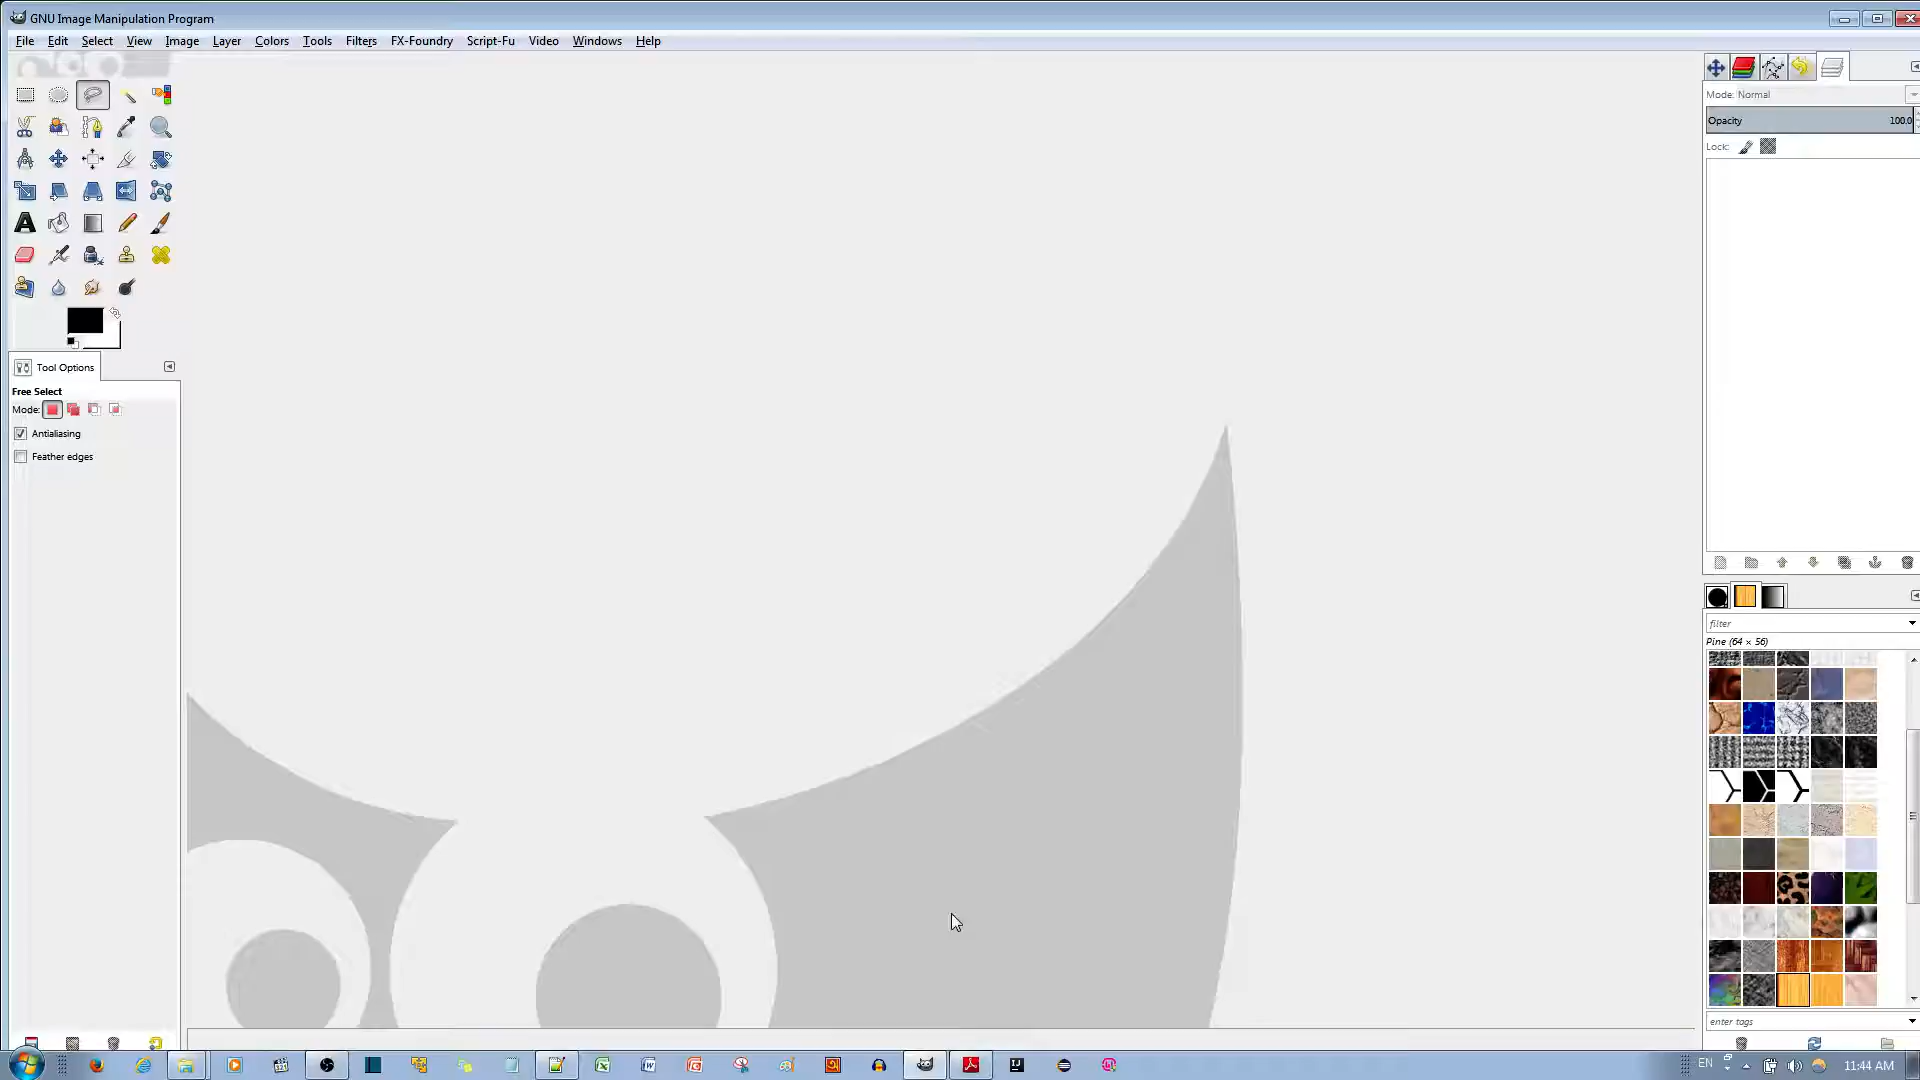 GNU Image Manipulation Program
File Edit Select View Image Layer Colors Tools Filters FX-Foundry Script-Fu Video Windows Help
Mode: Normal
Opacity 100.0
Lock:
Tool Options
Free Select
Mode:
Antialiasing
Feather edges
filter
Pine (64 × 56)
enter tags
EN
11:44 AM